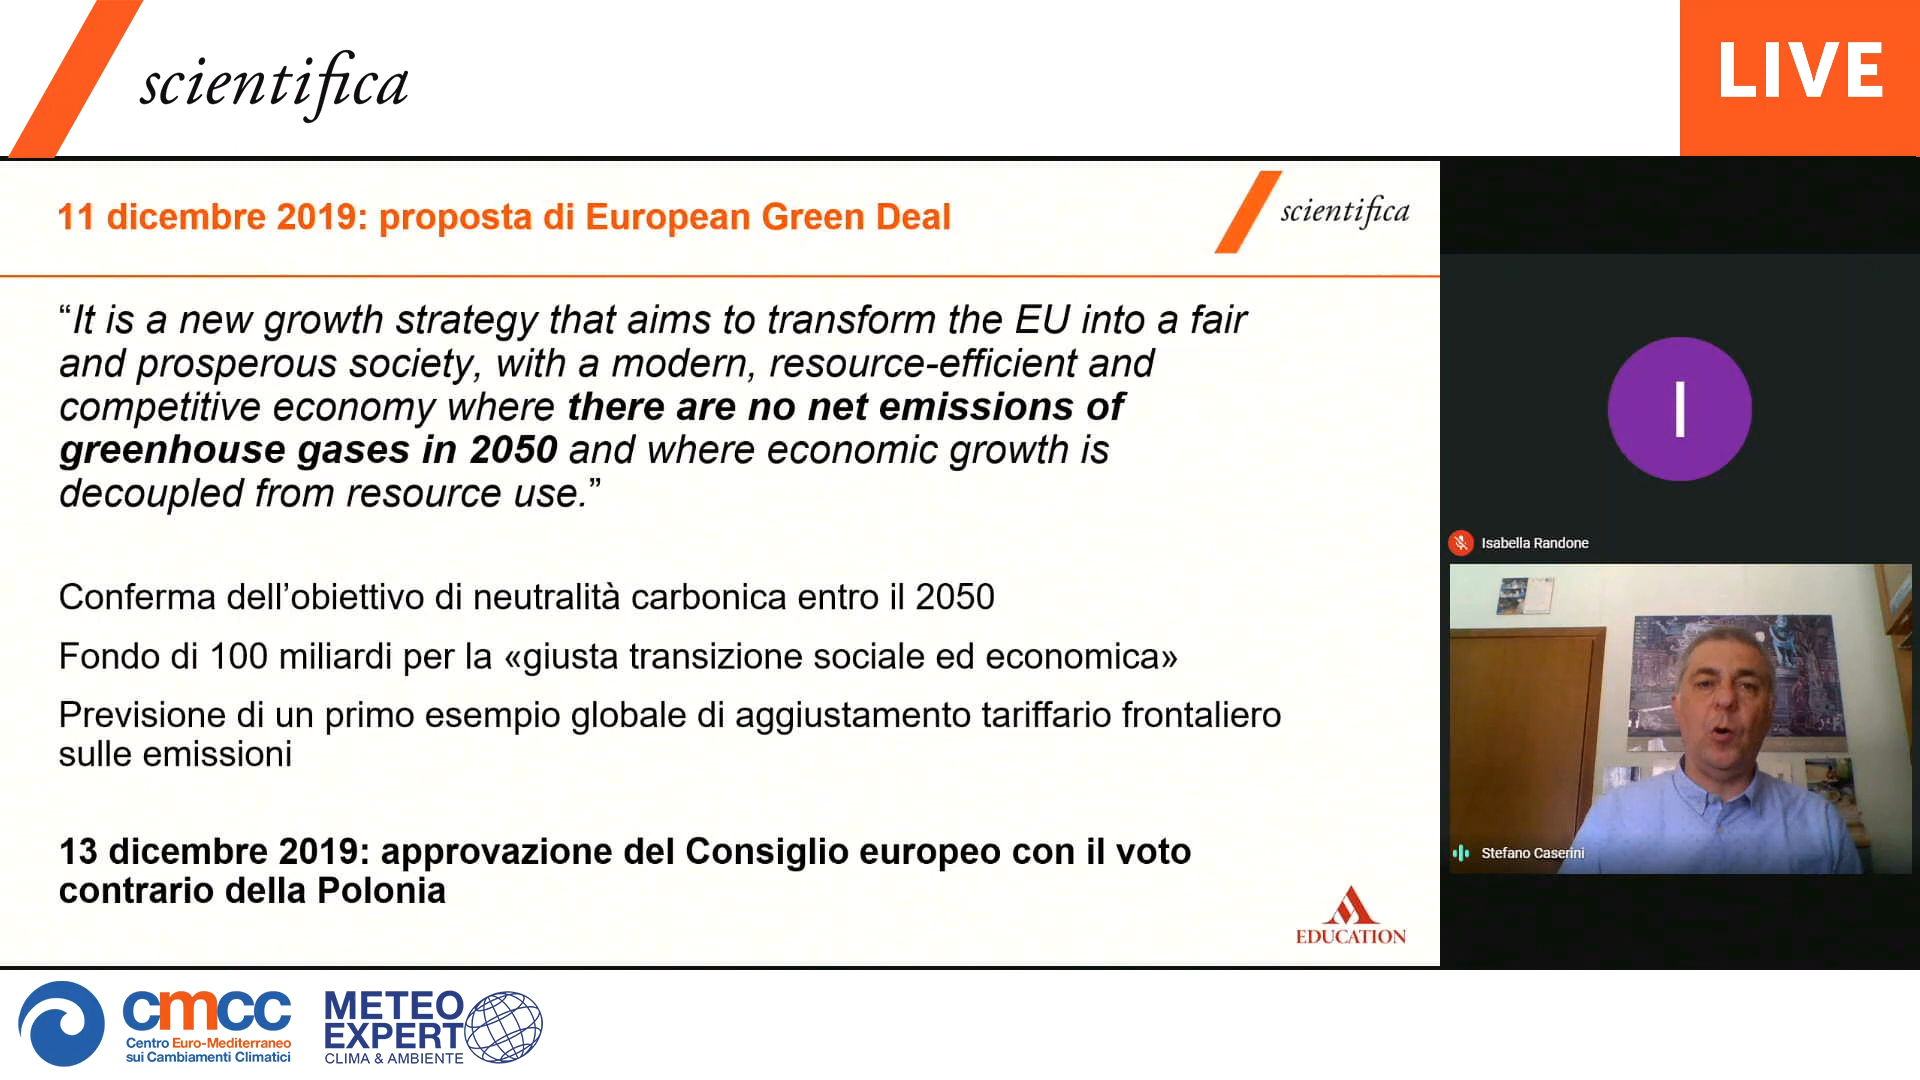 scientifica
LIVE
11 dicembre 2019: proposta di European Green Deal
scientifica
“It is a new growth strategy that aims to transform the EU into a fair
and prosperous society, with a modern, resource-efficient and
competitive economy where there are no net emissions of
greenhouse gases in 2050 and where economic growth is
decoupled from resource use.”
Conferma dell’obiettivo di neutralità carbonica entro il 2050
Fondo di 100 miliardi per la «giusta transizione sociale ed economica»
Previsione di un primo esempio globale di aggiustamento tariffario frontaliero
sulle emissioni
13 dicembre 2019: approvazione del Consiglio europeo con il voto
contrario della Polonia
EDUCATION
I
Isabella Randone
Stefano Caserini
cmcc
Centro Euro-Mediterraneo
sui Cambiamenti Climatici
METEO
EXPERT
CLIMA & AMBIENTE